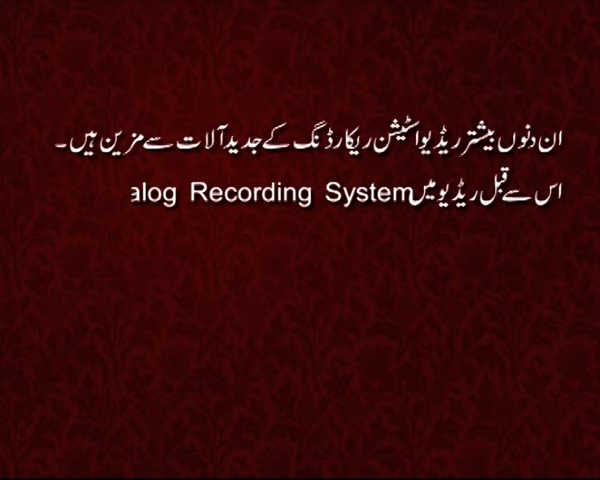 ان دنوں بیشتر ریڈیو اسٹیشن ریکارڈنگ کے جدید آلات سے مزین ہیں ۔
اس سے قبل ریڈیو میں alog Recording System